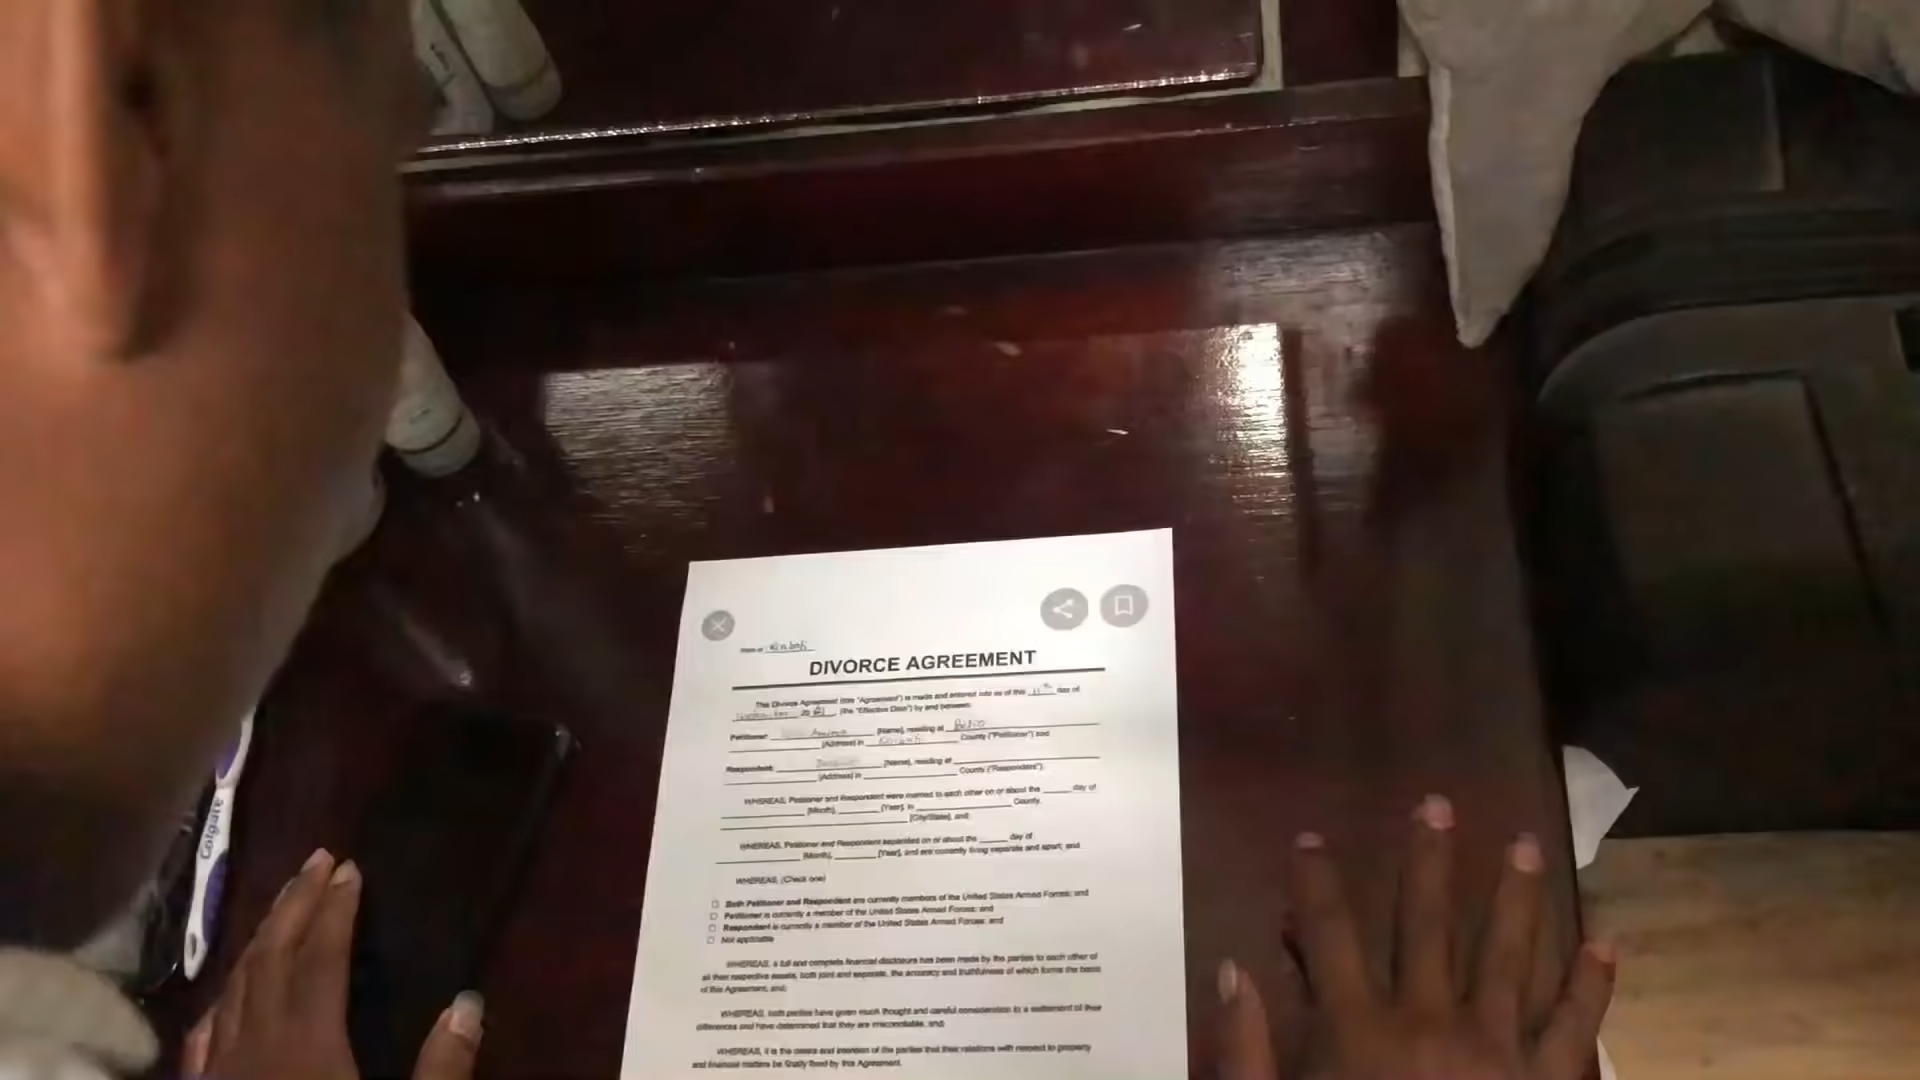 Colgate
State of Kiribati
DIVORCE AGREEMENT
This Divorce Agreement (this "Agreement") is made and entered into as of this 11th day of
20 21, (the "Effective Date") by and between:
Petitioner: Amina [Name], residing at
[Address] in Kiribati County ("Petitioner") and
Respondent: [Name], residing at
[Address] in County ("Respondent").
WHEREAS, Petitioner and Respondent were married to each other on or about the day of
[Month], [Year], in County,
[City/State], and;
WHEREAS, Petitioner and Respondent separated on or about the day of
[Month], [Year], and are currently living separate and apart; and
WHEREAS, (Check one)
☐ Both Petitioner and Respondent are currently members of the United States Armed Forces; and
☐ Petitioner is currently a member of the United States Armed Forces; and
☐ Respondent is currently a member of the United States Armed Forces; and
☐ Not applicable
WHEREAS, a full and complete financial disclosure has been made by the parties to each other of
all their respective assets, both joint and separate, the accuracy and truthfulness of which forms the basis
of this Agreement, and;
WHEREAS, both parties have given much thought and careful consideration to a settlement of their
differences and have determined that they are irreconcilable, and;
WHEREAS, it is the desire and intention of the parties that their relations with respect to property
and financial matters be finally fixed by this Agreement.